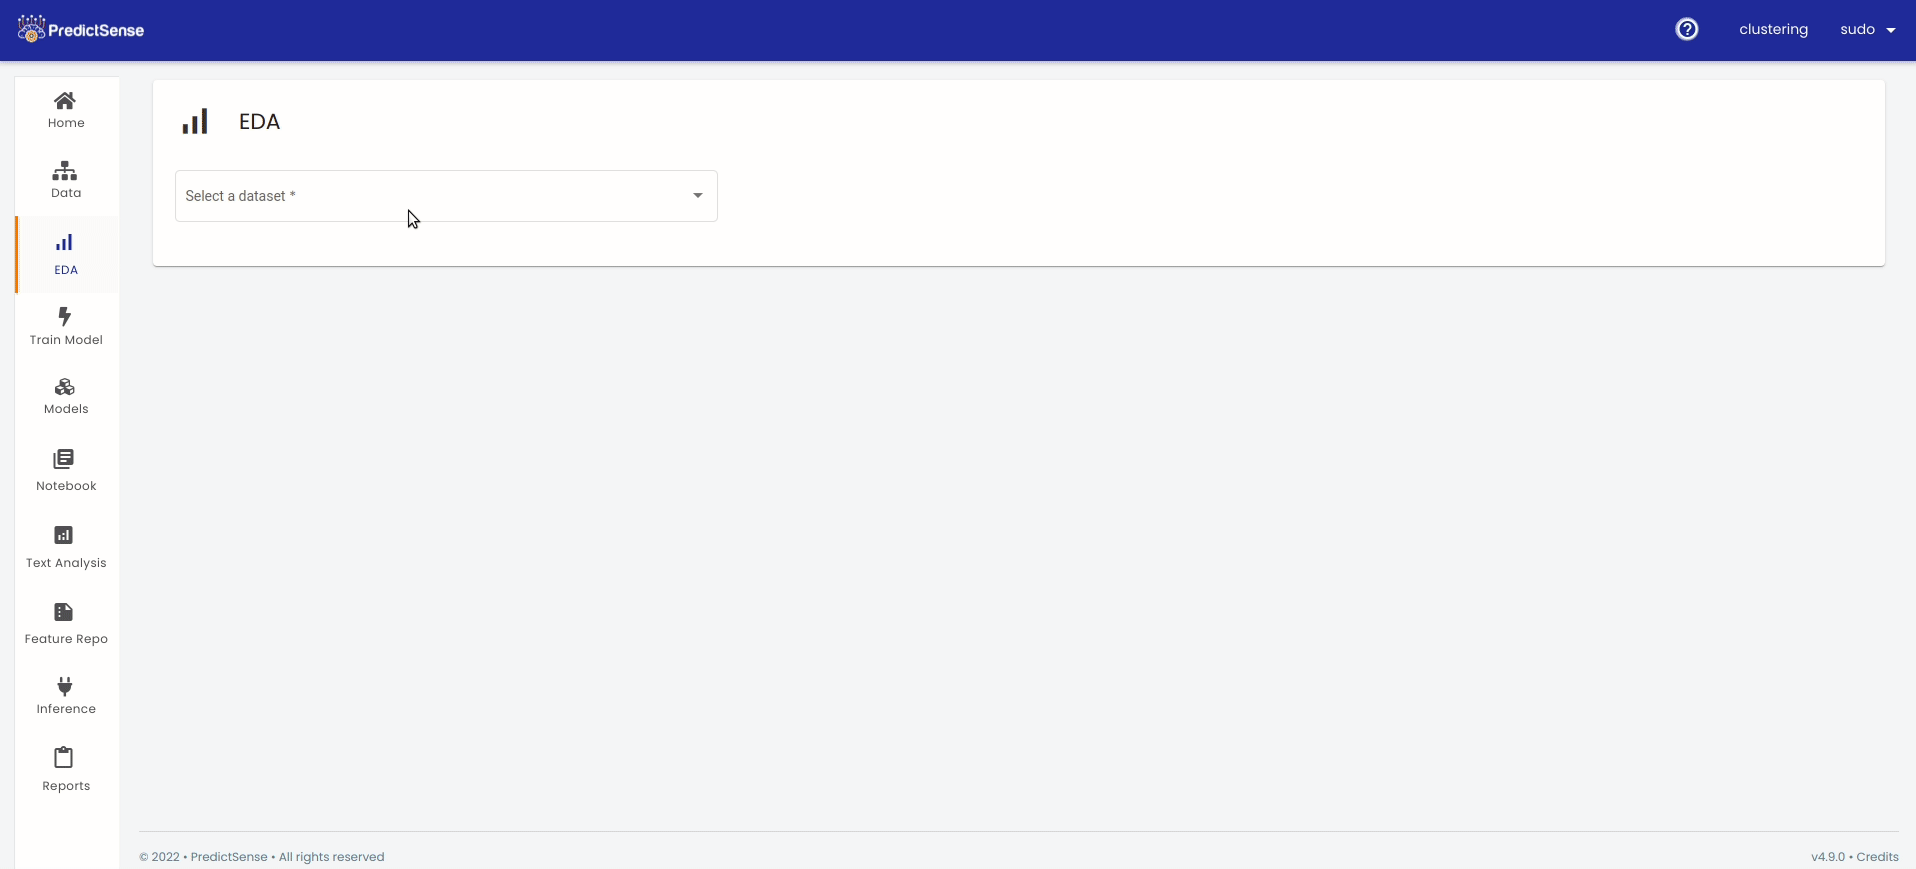 PredictSense
clustering
sudo
Home
Data
EDA
Train Model
Models
Notebook
Text Analysis
Feature Repo
Inference
Reports
EDA
Select a dataset *
© 2022 • PredictSense • All rights reserved
v4.9.0 • Credits